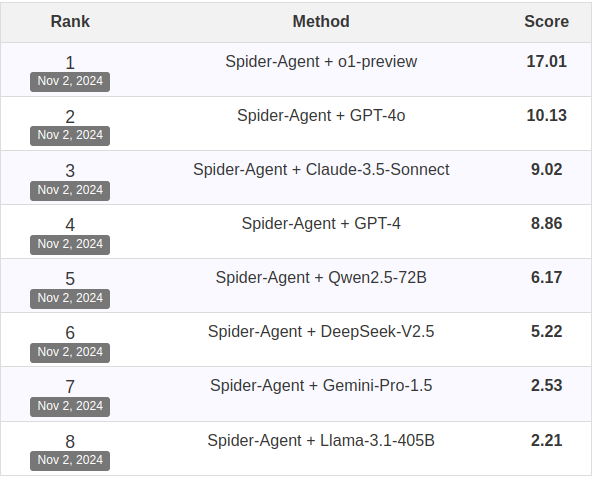 Rank Method Score
1 Spider-Agent + o1-preview 17.01
Nov 2, 2024
2 Spider-Agent + GPT-4o 10.13
Nov 2, 2024
3 Spider-Agent + Claude-3.5-Sonnect 9.02
Nov 2, 2024
4 Spider-Agent + GPT-4 8.86
Nov 2, 2024
5 Spider-Agent + Qwen2.5-72B 6.17
Nov 2, 2024
6 Spider-Agent + DeepSeek-V2.5 5.22
Nov 2, 2024
7 Spider-Agent + Gemini-Pro-1.5 2.53
Nov 2, 2024
8 Spider-Agent + Llama-3.1-405B 2.21
Nov 2, 2024